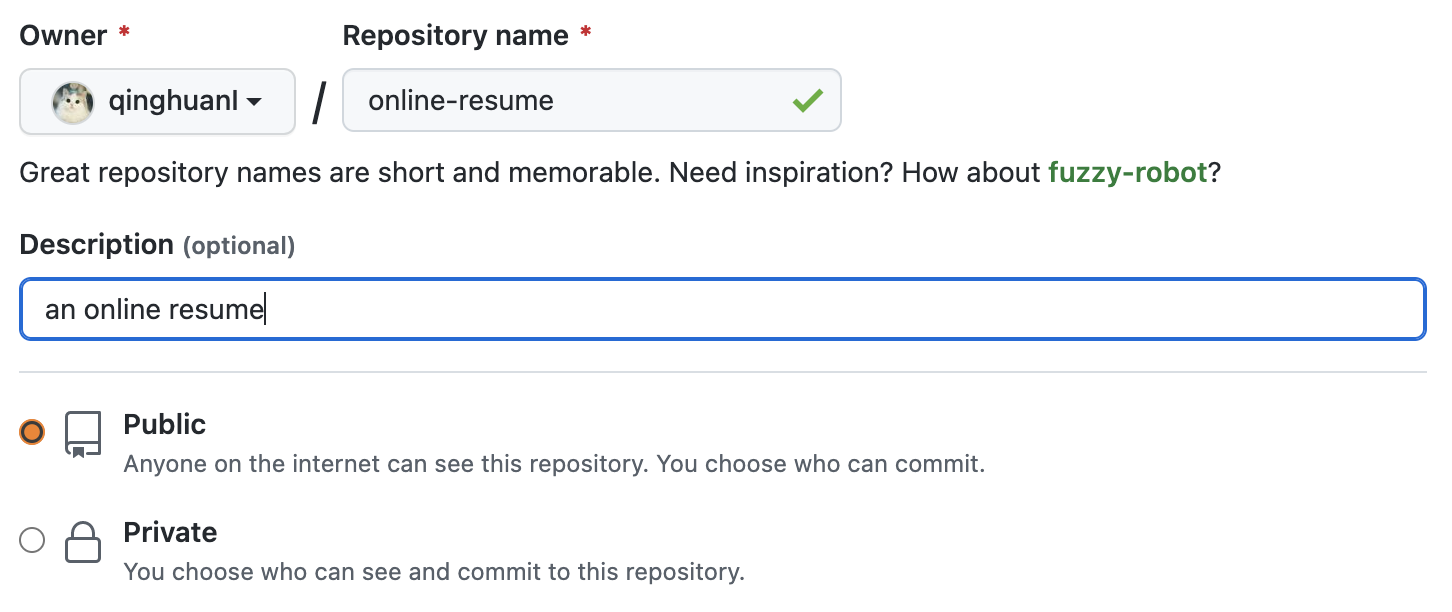 Owner * Repository name *
qinghuanl / online-resume
Great repository names are short and memorable. Need inspiration? How about fuzzy-robot?
Description (optional)
an online resume
Public
Anyone on the internet can see this repository. You choose who can commit.
Private
You choose who can see and commit to this repository.